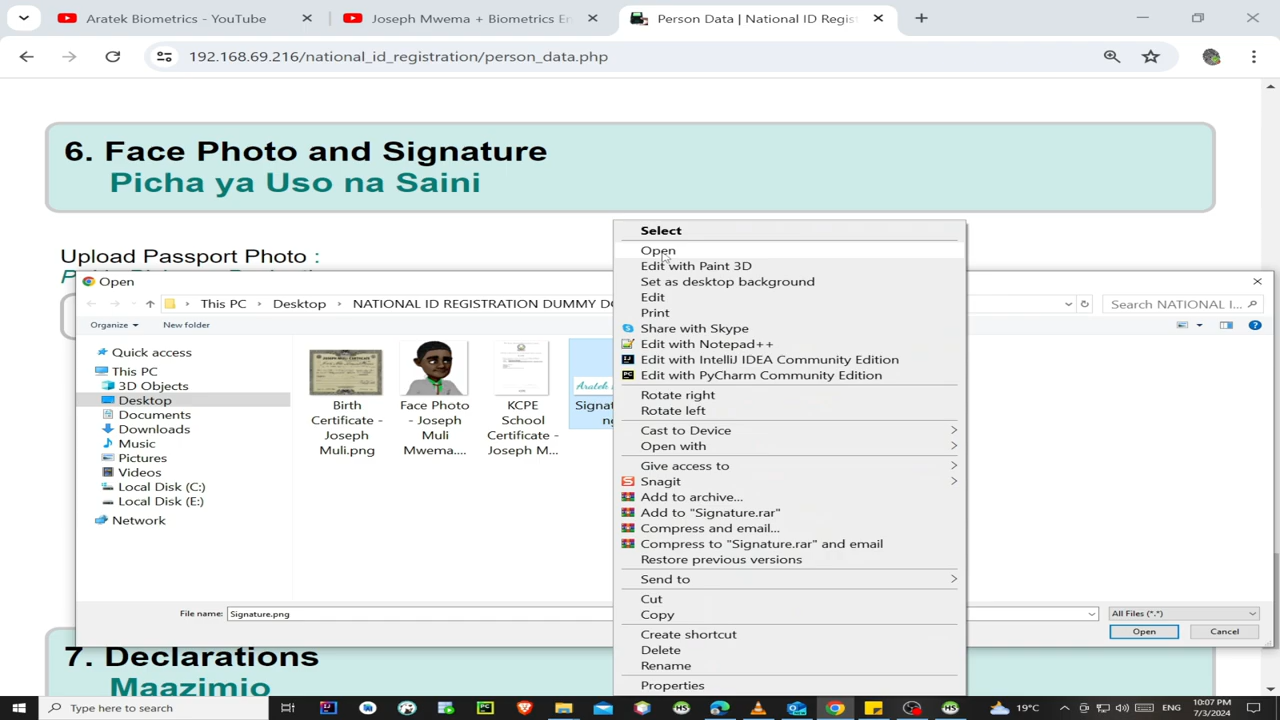 Aratek Biometrics - YouTube
Joseph Mwema + Biometrics En
Person Data | National ID Regis
192.168.69.216/national_id_registration/person_data.php
6. Face Photo and Signature
Picha ya Uso na Saini
Upload Passport Photo :
Open
This PC > Desktop > NATIONAL ID REGISTRATION DUMMY DO
Search NATIONAL I...
Organize
New folder
Quick access
This PC
3D Objects
Desktop
Documents
Downloads
Music
Pictures
Videos
Local Disk (C:)
Local Disk (E:)
Network
Birth
Certificate -
Joseph
Muli.png
Face Photo
- Joseph
Muli
Mwema....
KCPE
School
Certificate -
Joseph M...
Aratek
Signat
ng
Select
Open
Edit with Paint 3D
Set as desktop background
Edit
Print
Share with Skype
Edit with Notepad++
Edit with IntelliJ IDEA Community Edition
Edit with PyCharm Community Edition
Rotate right
Rotate left
Cast to Device
Open with
Give access to
Snagit
Add to archive...
Add to "Signature.rar"
Compress and email...
Compress to "Signature.rar" and email
Restore previous versions
Send to
Cut
Copy
Create shortcut
Delete
Rename
Properties
File name: Signature.png
All Files (*.*)
Open
Cancel
7. Declarations
Maazimio
Type here to search
19°C
ENG
10:07 PM
7/3/2024